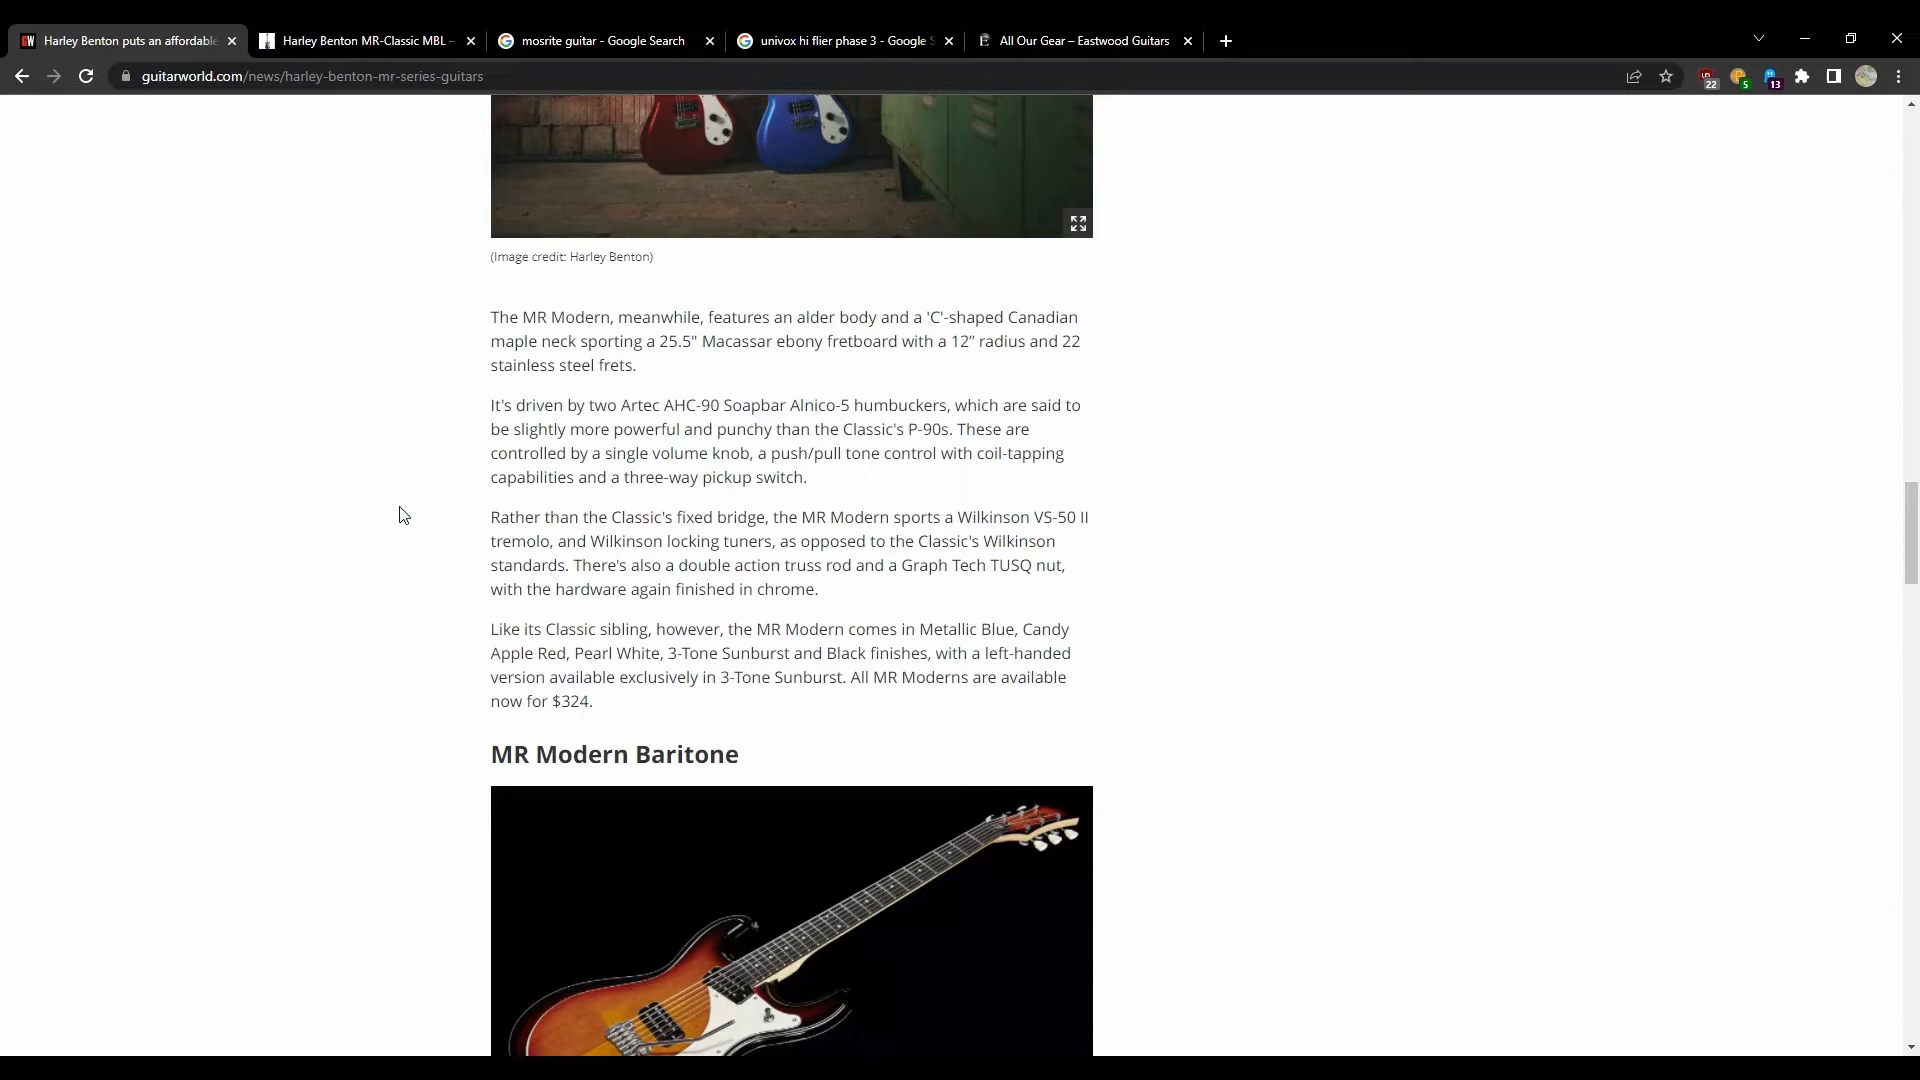 Harley Benton puts an affordable
Harley Benton MR-Classic MBL –
mosrite guitar - Google Search
univox hi flier phase 3 - Google S
All Our Gear – Eastwood Guitars
guitarworld.com/news/harley-benton-mr-series-guitars
22
5
13
(Image credit: Harley Benton)
The MR Modern, meanwhile, features an alder body and a 'C'-shaped Canadian
maple neck sporting a 25.5" Macassar ebony fretboard with a 12” radius and 22
stainless steel frets.
It's driven by two Artec AHC-90 Soapbar Alnico-5 humbuckers, which are said to
be slightly more powerful and punchy than the Classic's P-90s. These are
controlled by a single volume knob, a push/pull tone control with coil-tapping
capabilities and a three-way pickup switch.
Rather than the Classic's fixed bridge, the MR Modern sports a Wilkinson VS-50 II
tremolo, and Wilkinson locking tuners, as opposed to the Classic's Wilkinson
standards. There's also a double action truss rod and a Graph Tech TUSQ nut,
with the hardware again finished in chrome.
Like its Classic sibling, however, the MR Modern comes in Metallic Blue, Candy
Apple Red, Pearl White, 3-Tone Sunburst and Black finishes, with a left-handed
version available exclusively in 3-Tone Sunburst. All MR Moderns are available
now for $324.
MR Modern Baritone